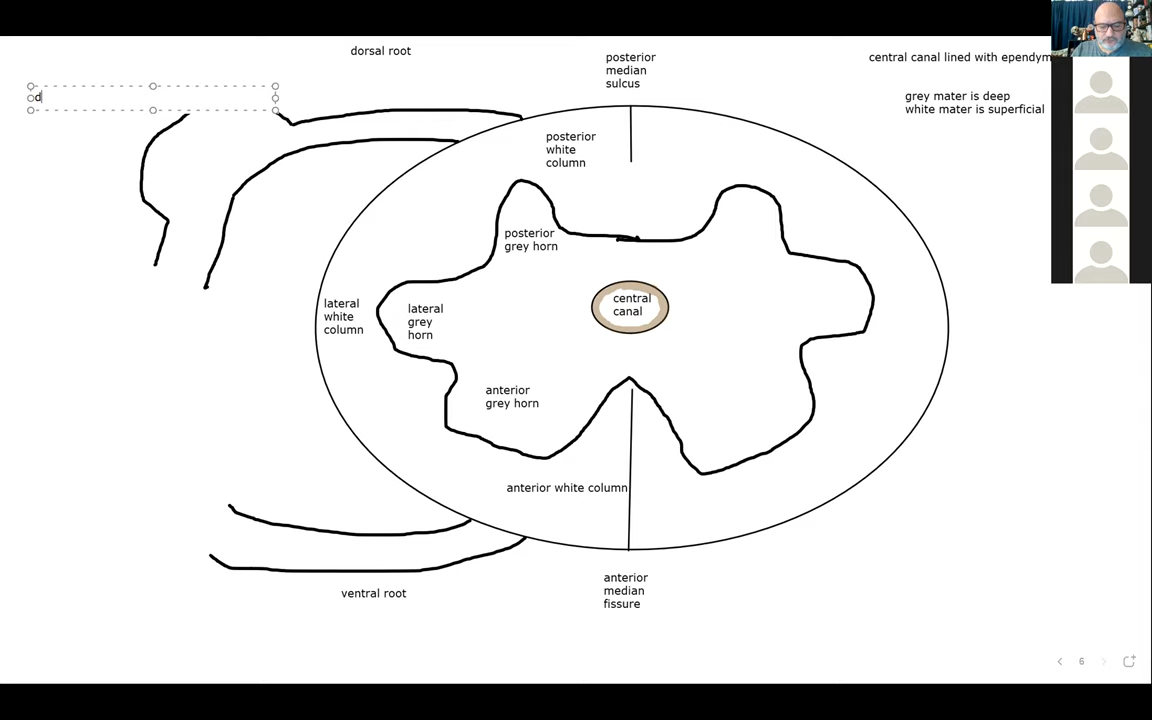 dorsal root
posterior
median
sulcus
central canal lined with ependym
d
grey mater is deep
white mater is superficial
posterior
white
column
posterior
grey horn
lateral
white
column
lateral
grey
horn
central
canal
anterior
grey horn
anterior white column
anterior
median
fissure
ventral root
6